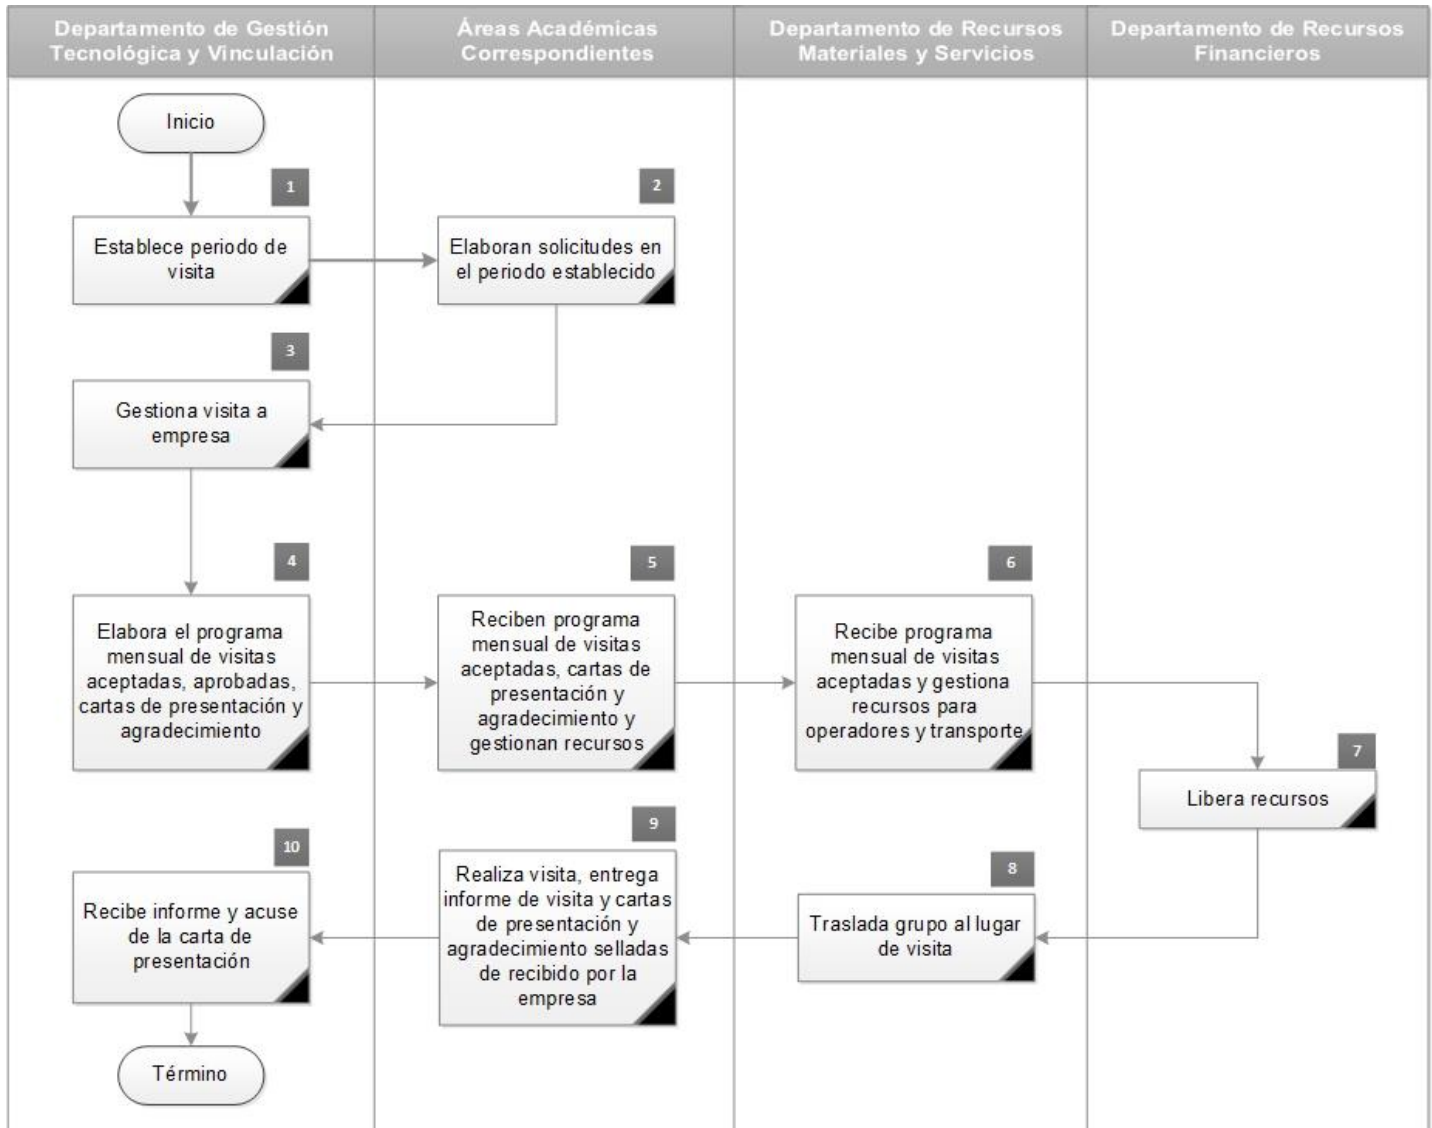 Departamento de Gestión
Tecnológica y Vinculación
Áreas Académicas
Correspondientes
Departamento de Recursos
Materiales y Servicios
Departamento de Recursos
Financieros
Inicio
1
Establece periodo de
visita
2
Elaboran solicitudes en
el periodo establecido
3
Gestiona visita a
empresa
4
Elabora el programa
mensual de visitas
aceptadas, aprobadas,
cartas de presentación y
agradecimiento
5
Reciben programa
mensual de visitas
aceptadas, cartas de
presentación y
agradecimiento y
gestionan recursos
6
Recibe programa
mensual de visitas
aceptadas y gestiona
recursos para
operadores y transporte
7
Libera recursos
8
Traslada grupo al lugar
de visita
9
Realiza visita, entrega
informe de visita y cartas
de presentación y
agradecimiento selladas
de recibido por la
empresa
10
Recibe informe y acuse
de la carta de
presentación
Término